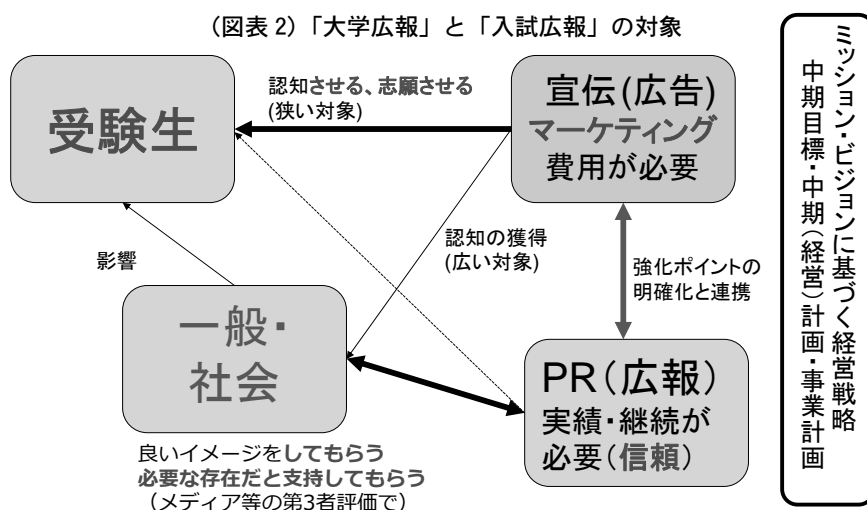 (図表 2)「大学広報」と「入試広報」の対象
受験生
認知させる、志願させる
(狭い対象)
宣伝(広告)
マーケティング
費用が必要
影響
認知の獲得
(広い対象)
強化ポイントの
明確化と連携
一般・
社会
PR(広報)
実績・継続が
必要(信頼)
良いイメージをしてもらう
必要な存在だと支持してもらう
(メディア等の第3者評価で)
ミッション・ビジョンに基づく経営戦略
中期目標・中期(経営)計画・事業計画